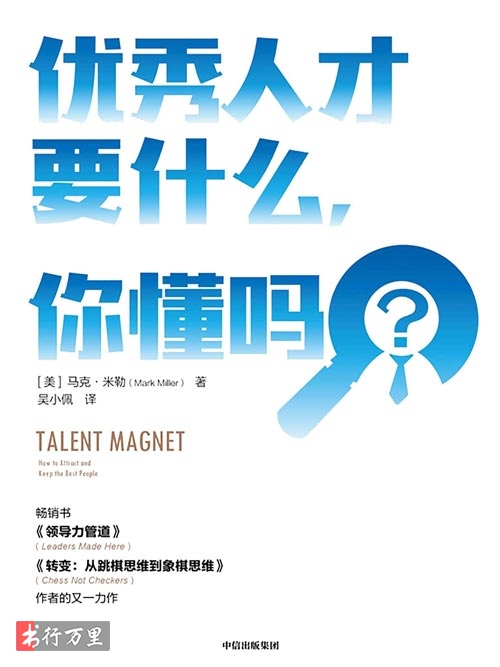 优秀人才
要什么,
你懂吗
?
[美] 马克·米勒 (Mark Miller) 著
吴小佩 译
TALENT MAGNET
How to Attract and
Keep the Best People
畅销书
《领导力管道》
( Leaders Made Here )
《转变:从跳棋思维到象棋思维》
( Chess Not Checkers )
作者的又一力作
书行万里
中信出版集团